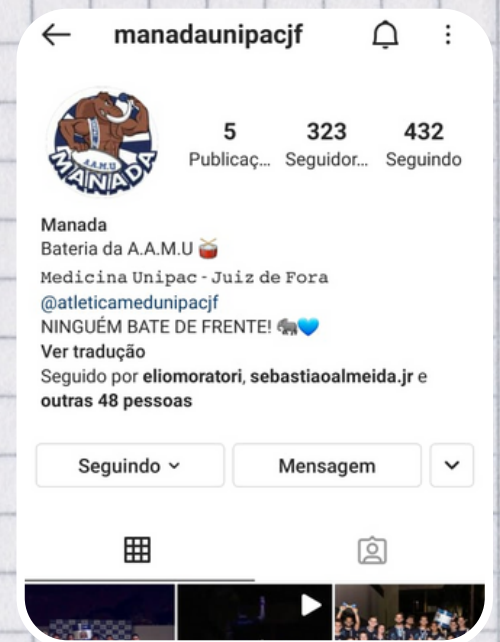 manadaunipacjf
5 323 432
Publicaç... Seguidor... Seguindo
A.A.M.U
MANADA
Manada
Bateria da A.A.M.U 🥁
Medicina Unipac - Juiz de Fora
@atleticamedunipacjf
NINGUÉM BATE DE FRENTE! 🐘💙
Ver tradução
Seguido por eliomoratori, sebastiaoalmeida.jr e
outras 48 pessoas
Seguindo Mensagem